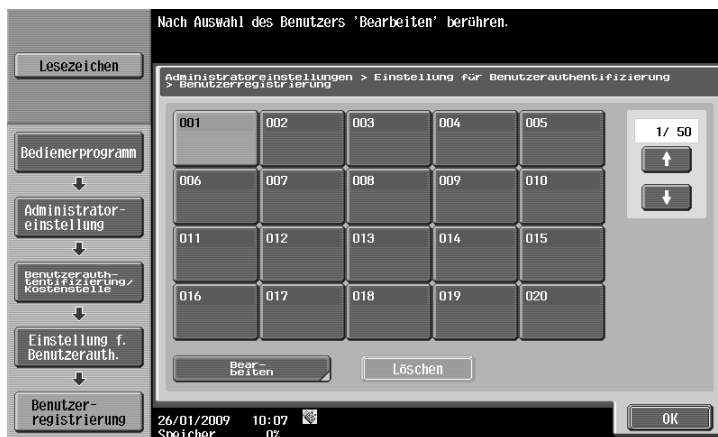 Nach Auswahl des Benutzers 'Bearbeiten' berühren.
Lesezeichen
Administratoreinstellungen > Einstellung für Benutzerauthentifizierung
> Benutzerregistrierung
001 002 003 004 005
1/ 50
006 007 008 009 010
011 012 013 014 015
016 017 018 019 020
Bear-
beiten
Löschen
Bedienerprogramm
Administrator-
einstellung
Benutzerauth-
tentifizierung/
Kostenstelle
Einstellung f.
Benutzerauth.
Benutzer-
registrierung
26/01/2009 10:07
Speicher 0%
OK